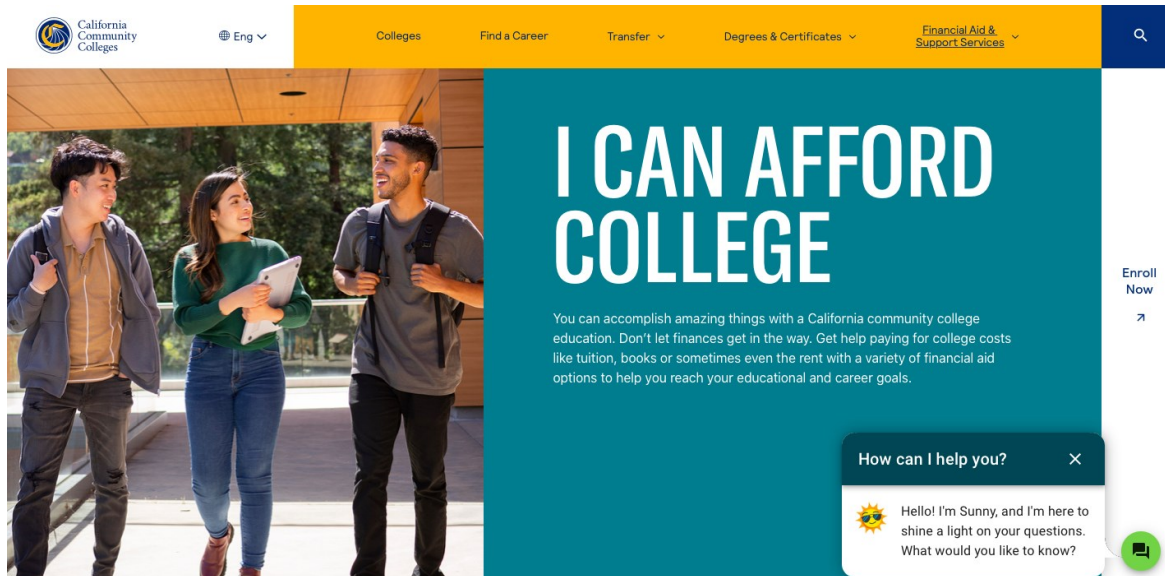 California
Community
Colleges
Eng
Colleges
Find a Career
Transfer
Degrees & Certificates
Financial Aid &
Support Services
I CAN AFFORD
COLLEGE
You can accomplish amazing things with a California community college
education. Don’t let finances get in the way. Get help paying for college costs
like tuition, books or sometimes even the rent with a variety of financial aid
options to help you reach your educational and career goals.
Enroll
Now
How can I help you?
Hello! I'm Sunny, and I'm here to
shine a light on your questions.
What would you like to know?